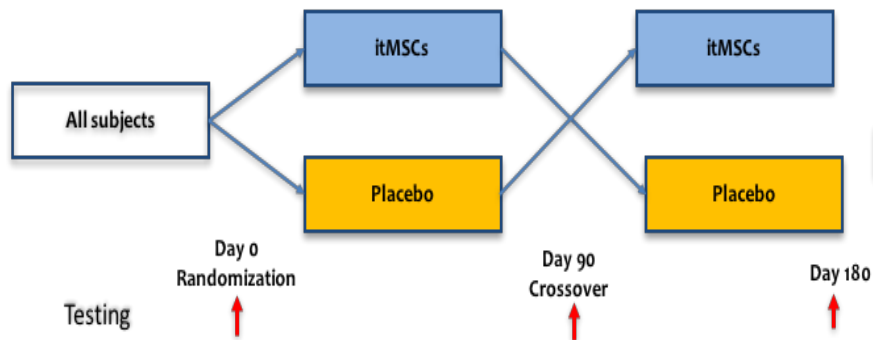 itMSCs
itMSCs
All subjects
Placebo
Placebo
Day 0
Randomization
Day 90
Crossover
Day 180
Testing